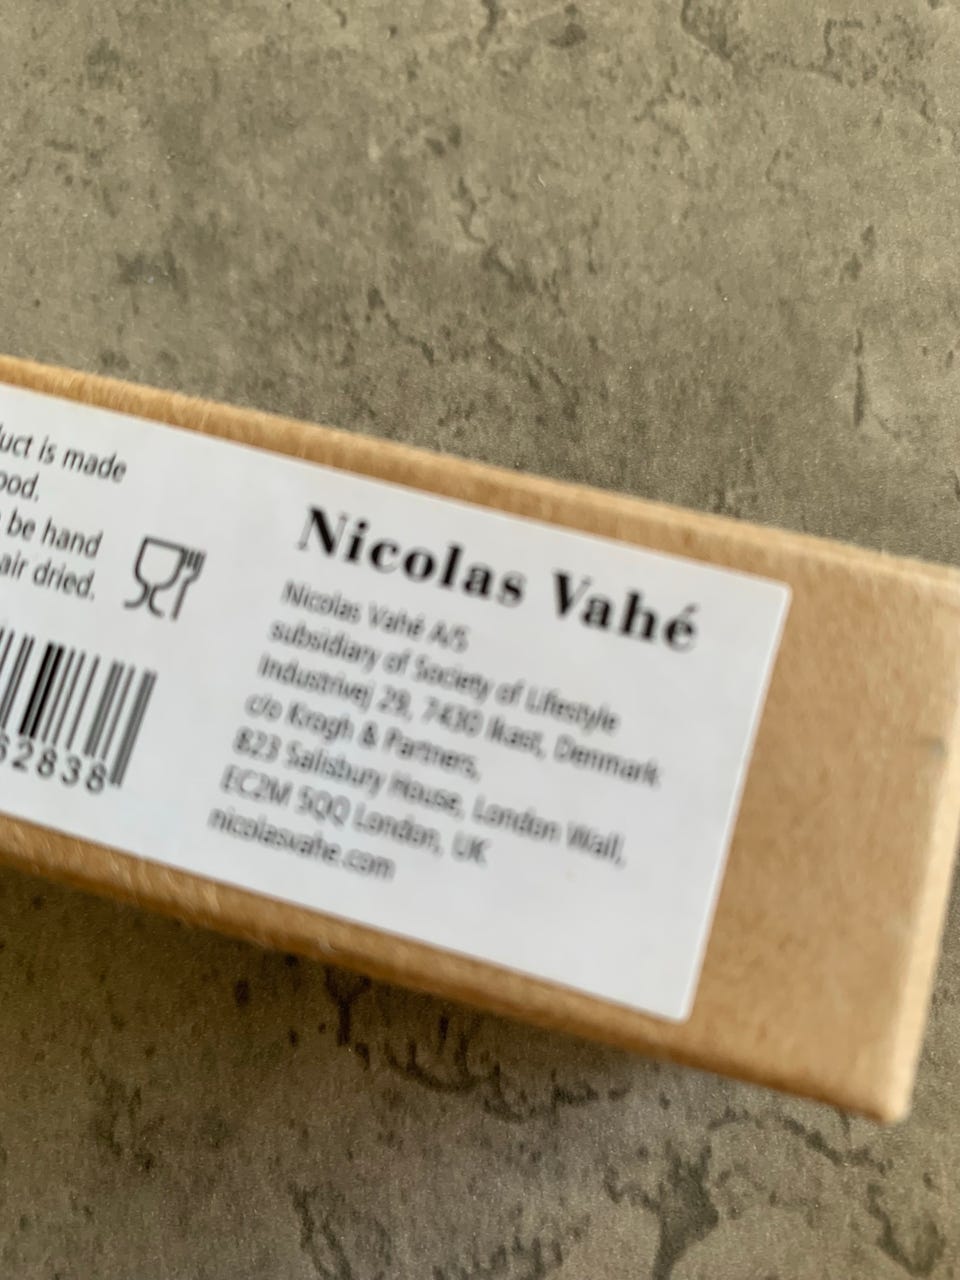 uct is made
ood.
be hand
air dried.
62838
Nicolas Vahé
Nicolas Vahé A/S
subsidiary of Society of Lifestyle
Industrivej 29, 7430 Ikast, Denmark
c/o Krogh & Partners,
823 Salisbury House, London Wall,
EC2M 5QQ London, UK
nicolasvahe.com